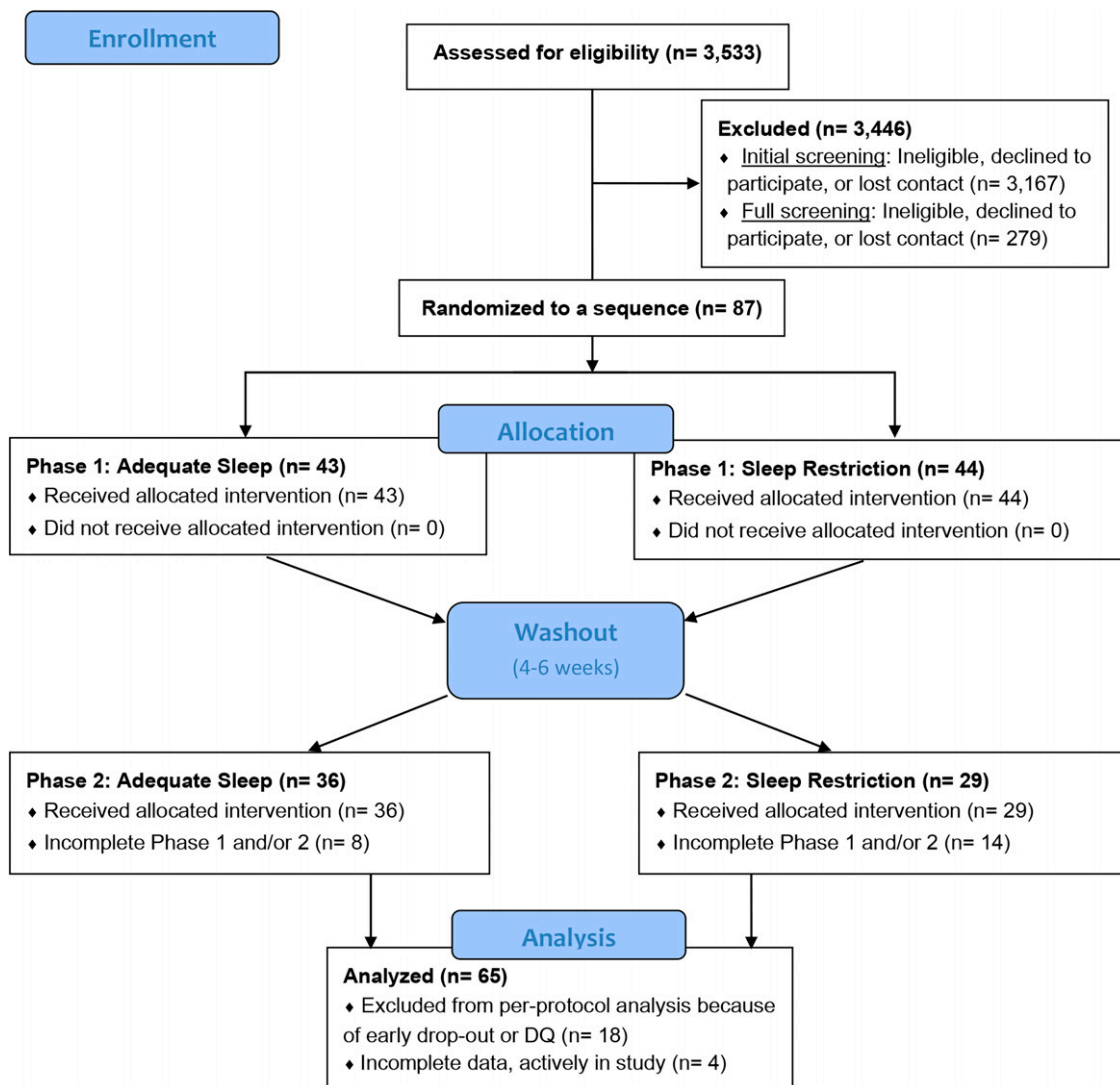 Enrollment
Assessed for eligibility (n= 3,533)
Excluded (n= 3,446)
♦ Initial screening: Ineligible, declined to
participate, or lost contact (n= 3,167)
♦ Full screening: Ineligible, declined to
participate, or lost contact (n= 279)
Randomized to a sequence (n= 87)
Allocation
Phase 1: Adequate Sleep (n= 43)
♦ Received allocated intervention (n= 43)
♦ Did not receive allocated intervention (n= 0)
Phase 1: Sleep Restriction (n= 44)
♦ Received allocated intervention (n= 44)
♦ Did not receive allocated intervention (n= 0)
Washout
(4-6 weeks)
Phase 2: Adequate Sleep (n= 36)
♦ Received allocated intervention (n= 36)
♦ Incomplete Phase 1 and/or 2 (n= 8)
Phase 2: Sleep Restriction (n= 29)
♦ Received allocated intervention (n= 29)
♦ Incomplete Phase 1 and/or 2 (n= 14)
Analysis
Analyzed (n= 65)
♦ Excluded from per-protocol analysis because
of early drop-out or DQ (n= 18)
♦ Incomplete data, actively in study (n= 4)